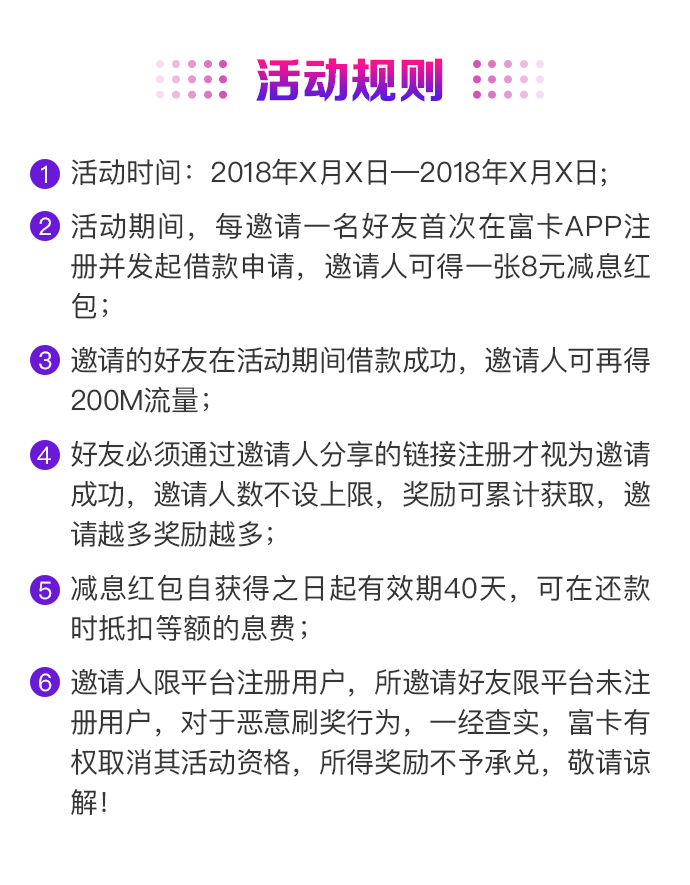 活动规则
1 活动时间：2018年X月X日—2018年X月X日;
2 活动期间，每邀请一名好友首次在富卡APP注
册并发起借款申请，邀请人可得一张8元减息红
包；
3 邀请的好友在活动期间借款成功，邀请人可再得
200M流量；
4 好友必须通过邀请人分享的链接注册才视为邀请
成功，邀请人数不设上限，奖励可累计获取，邀
请越多奖励越多；
5 减息红包自获得之日起有效期40天，可在还款
时抵扣等额的息费；
6 邀请人限平台注册用户，所邀请好友限平台未注
册用户，对于恶意刷奖行为，一经查实，富卡有
权取消其活动资格，所得奖励不予承兑，敬请谅
解！